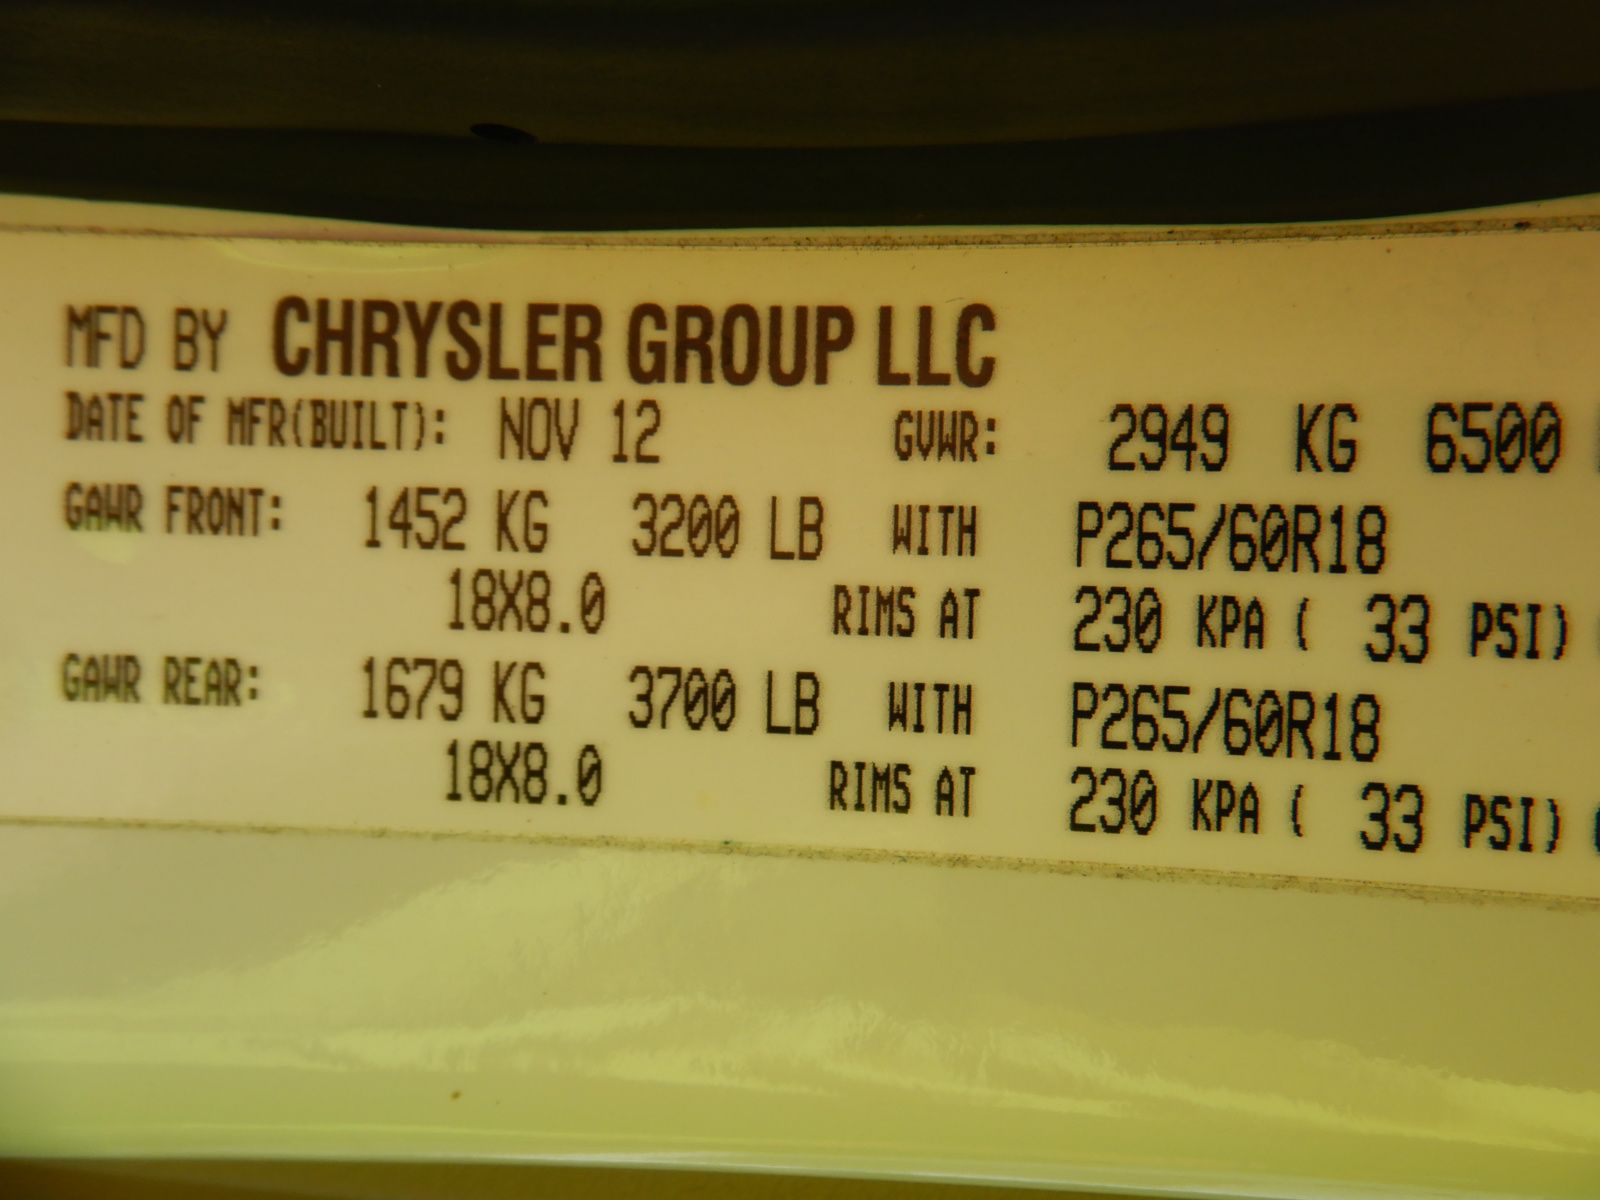 MFD BY CHRYSLER GROUP LLC
DATE OF MFR(BUILT): NOV 12 GVWR: 2949 KG 6500
GAWR FRONT: 1452 KG 3200 LB WITH P265/60R18
18X8.0 RIMS AT 230 KPA ( 33 PSI)
GAWR REAR: 1679 KG 3700 LB WITH P265/60R18
18X8.0 RIMS AT 230 KPA ( 33 PSI)